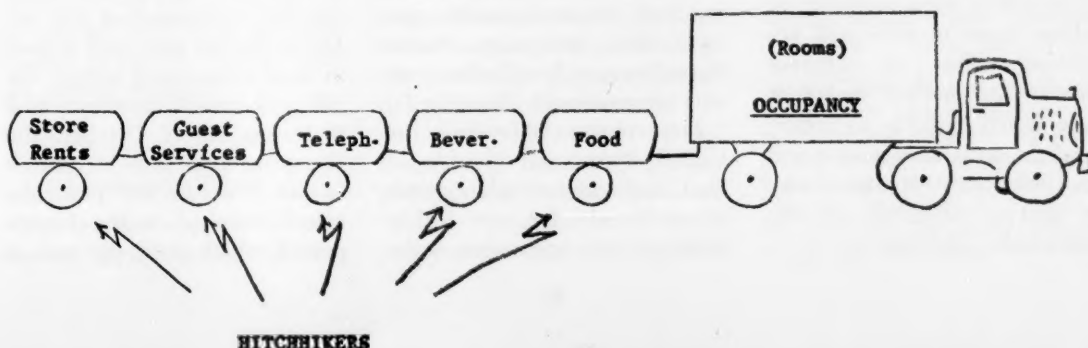 (Rooms)
OCCUPANCY
Store
Rents
Guest
Services
Teleph.
Bever.
Food
HITCHHIKERS